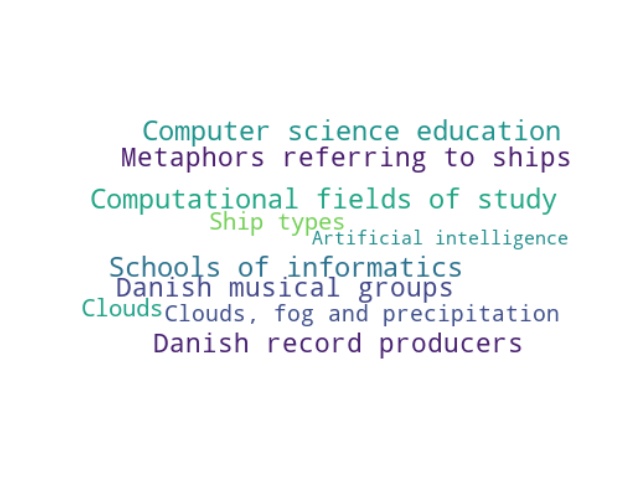 Computer science education
Metaphors referring to ships
Computational fields of study
Ship types
Artificial intelligence
Schools of informatics
Danish musical groups
Clouds
Clouds, fog and precipitation
Danish record producers